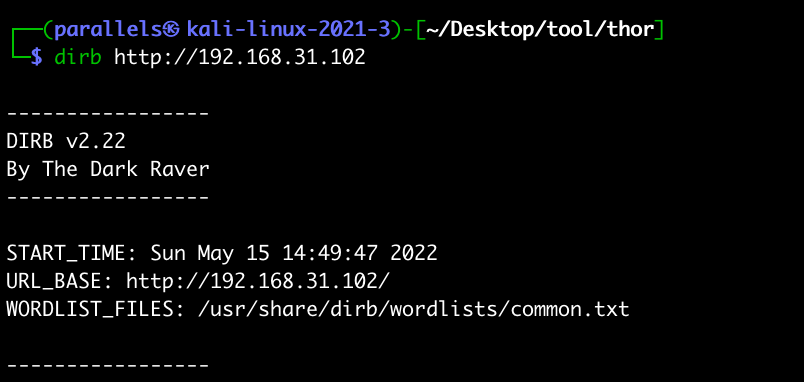 ┌──(parallels㉿kali-linux-2021-3)-[~/Desktop/tool/thor]
└─$ dirb http://192.168.31.102
-----------------
DIRB v2.22
By The Dark Raver
-----------------
START_TIME: Sun May 15 14:49:47 2022
URL_BASE: http://192.168.31.102/
WORDLIST_FILES: /usr/share/dirb/wordlists/common.txt
-----------------